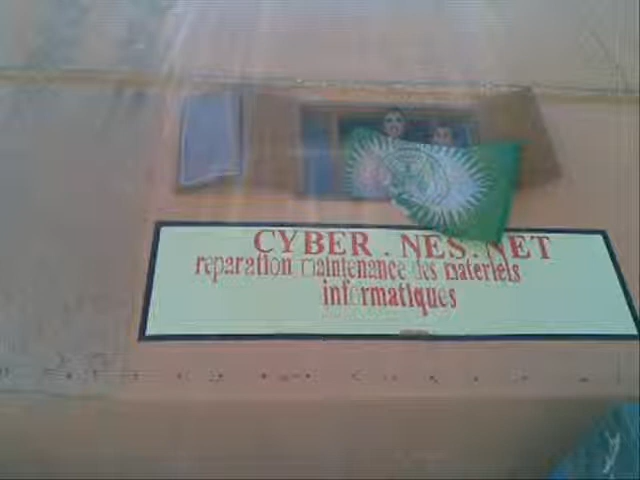 CYBER . NES.NET
reparation maintenance des materiels
informatiques